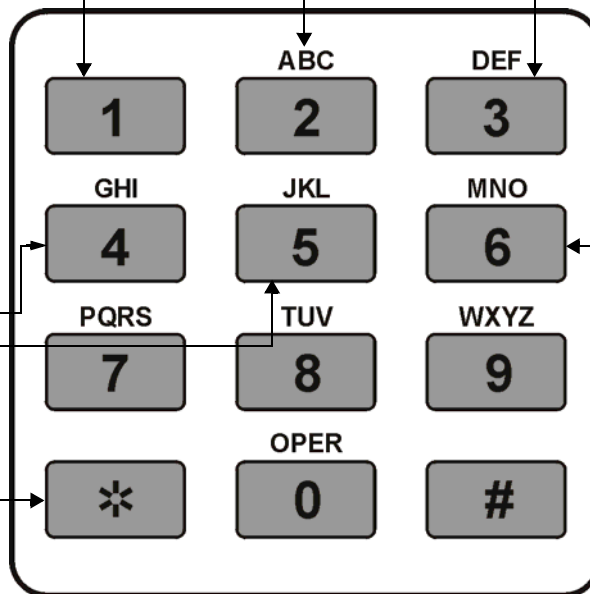 ABC DEF
1 2 3
GHI JKL MNO
4 5 6
PQRS TUV WXYZ
7 8 9
OPER
* 0 #